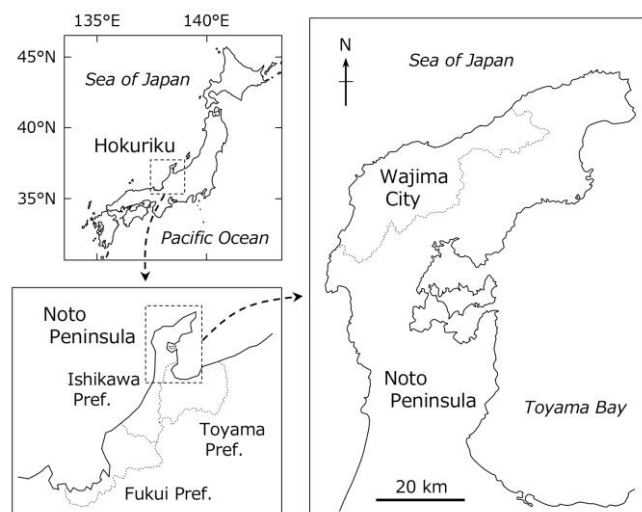 135°E
140°E
45°N
40°N
35°N
Sea of Japan
Hokuriku
Pacific Ocean
Noto
Peninsula
Ishikawa
Pref.
Toyama
Pref.
Fukui Pref.
N
Sea of Japan
Wajima
City
Noto
Peninsula
Toyama Bay
20 km